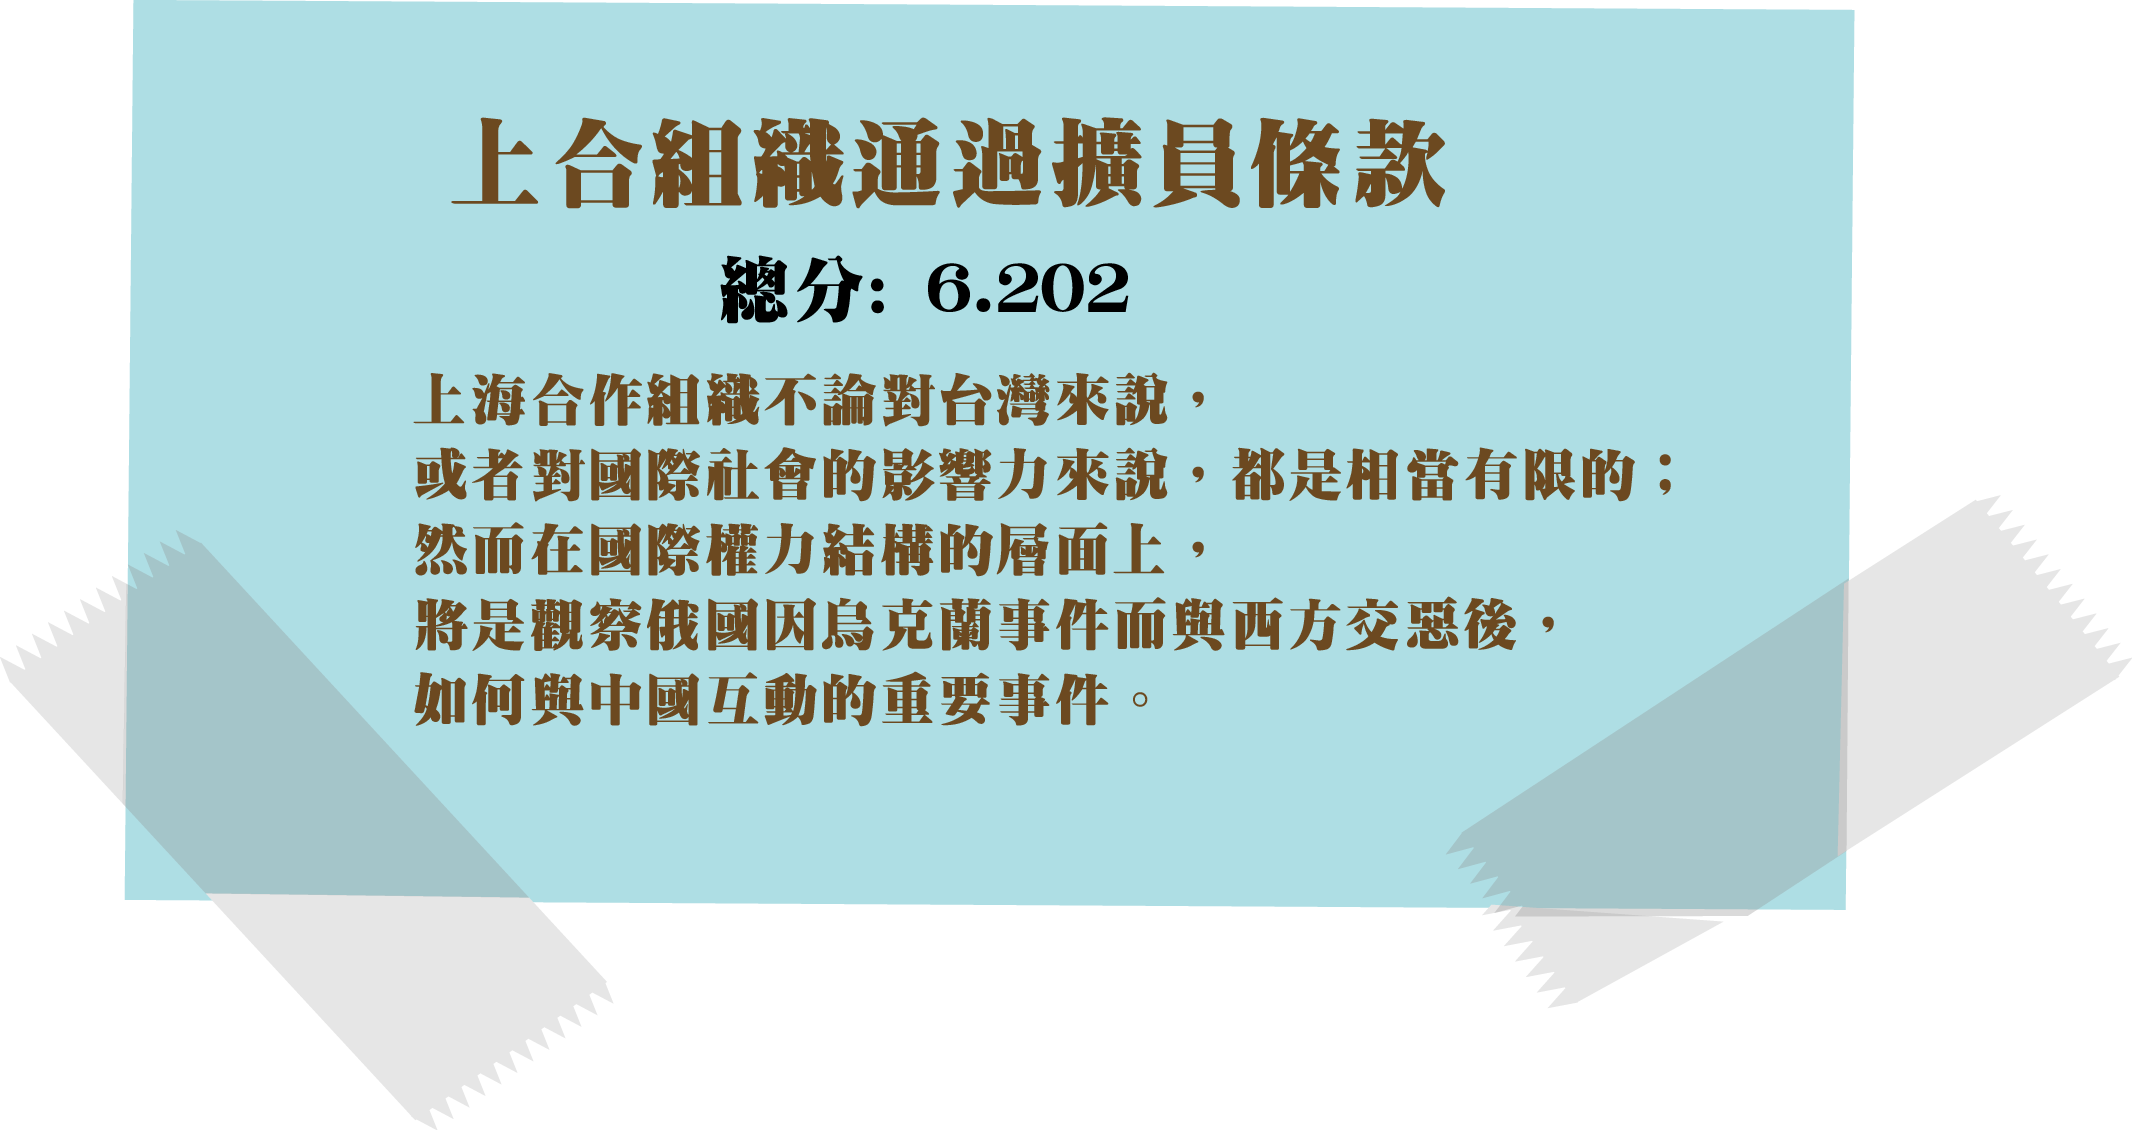 上合組織通過擴員條款
總分: 6.202
上海合作組織不論對台灣來說，
或者對國際社會的影響力來說，都是相當有限的；
然而在國際權力結構的層面上，
將是觀察俄國因烏克蘭事件而與西方交惡後，
如何與中國互動的重要事件。